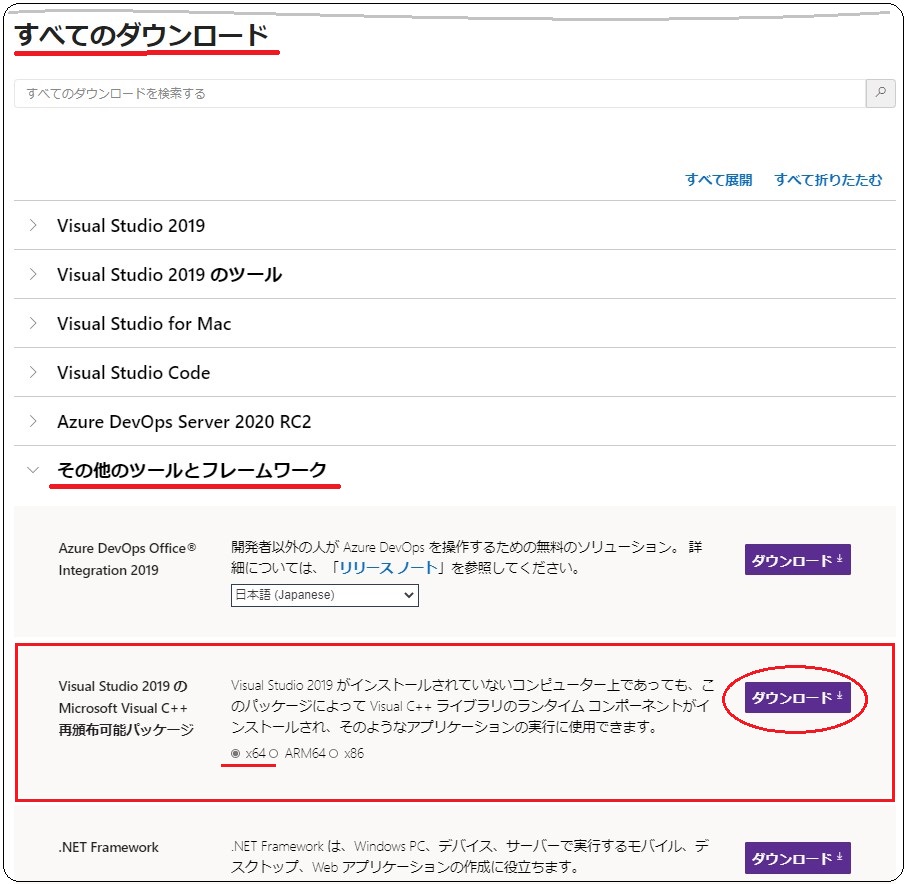 すべてのダウンロード
すべてのダウンロードを検索する
すべて展開 すべて折りたたむ
Visual Studio 2019
Visual Studio 2019 のツール
Visual Studio for Mac
Visual Studio Code
Azure DevOps Server 2020 RC2
その他のツールとフレームワーク
Azure DevOps Office®
Integration 2019
開発者以外の人が Azure DevOps を操作するための無料のソリューション。 詳
細については、「リリース ノート」を参照してください。
日本語 (Japanese)
ダウンロード
Visual Studio 2019 の
Microsoft Visual C++
再頒布可能パッケージ
Visual Studio 2019 がインストールされていないコンピューター上であっても、こ
のパッケージによって Visual C++ ライブラリのランタイム コンポーネントがイ
ンストールされ、そのようなアプリケーションの実行に使用できます。
x64 ARM64 x86
ダウンロード
.NET Framework
.NET Framework は、Windows PC、デバイス、サーバーで実行するモバイル、デ
スクトップ、Web アプリケーションの作成に役立ちます。
ダウンロード